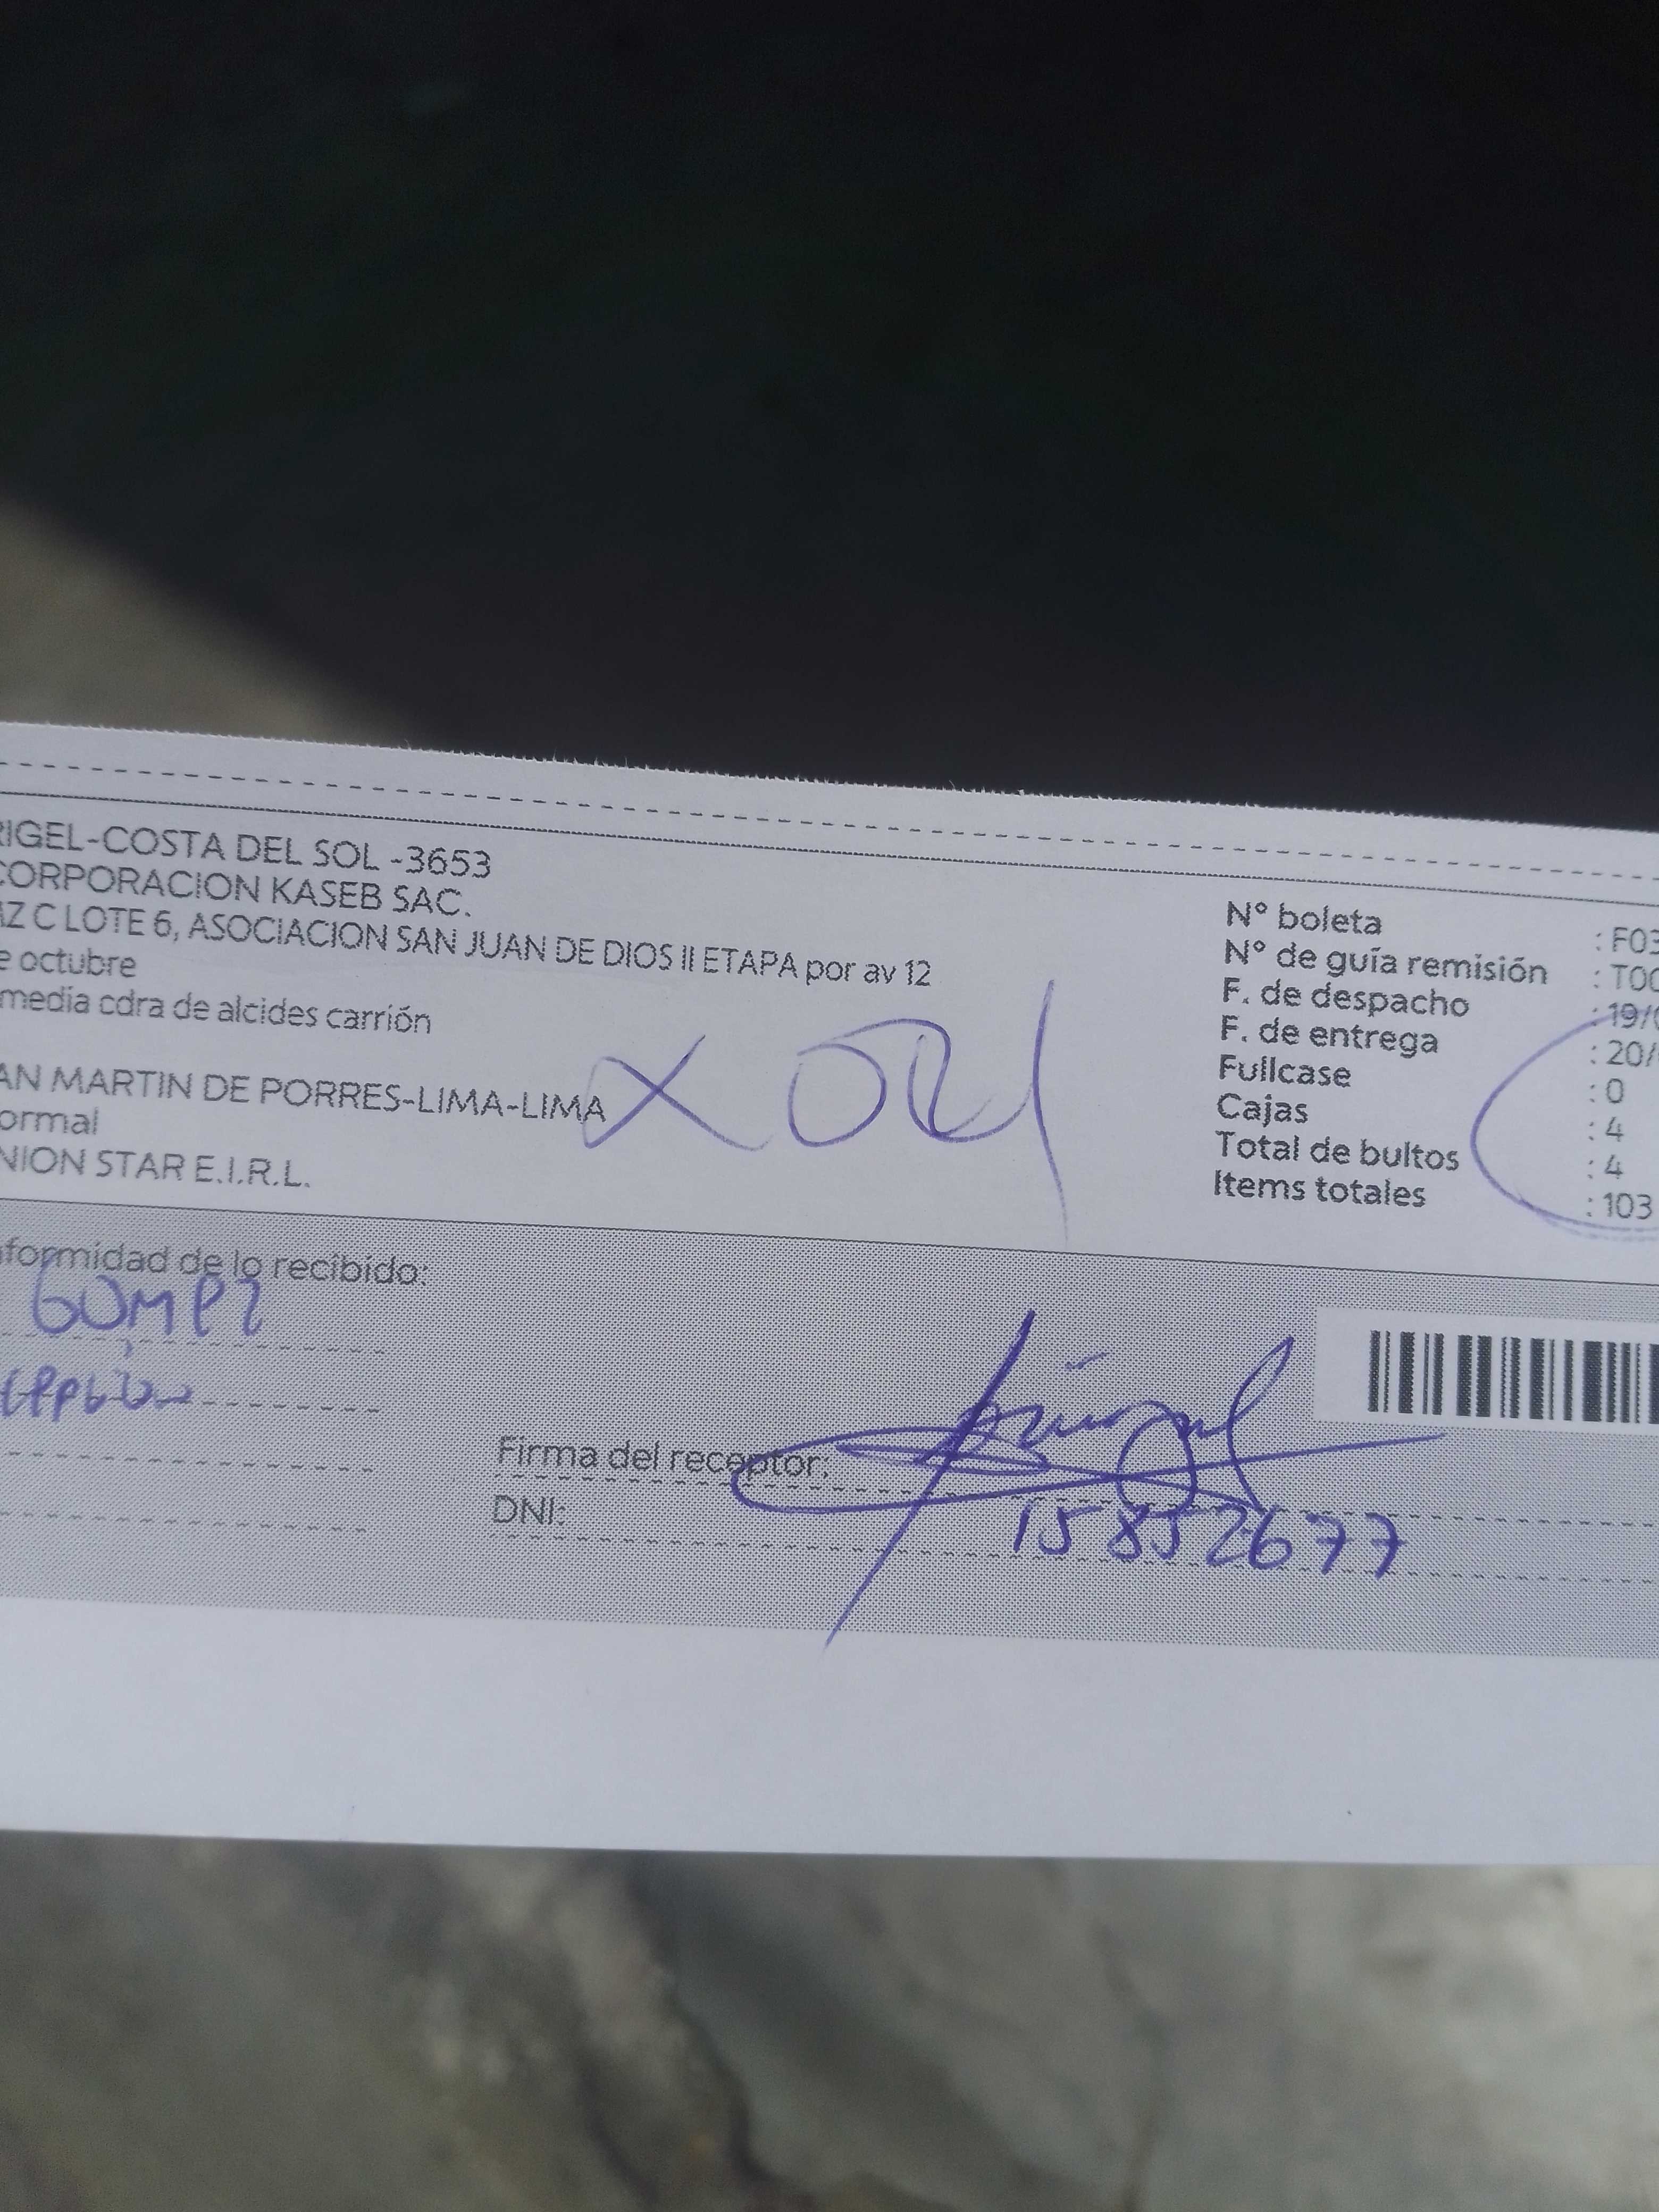 RIGEL-COSTA DEL SOL -3653
CORPORACION KASEB SAC.
AZ C LOTE 6, ASOCIACION SAN JUAN DE DIOS II ETAPA por av 12
e octubre
media cdra de alcides carrión
AN MARTIN DE PORRES-LIMA-LIMA
ormal
NION STAR E.I.R.L.
N° boleta : F03
N° de guía remisión : T00
F. de despacho : 19/0
F. de entrega : 20/
Fullcase : 0
Cajas : 4
Total de bultos : 4
Items totales : 103
nformidad de lo recibido:
Firma del receptor:
DNI: 15852677